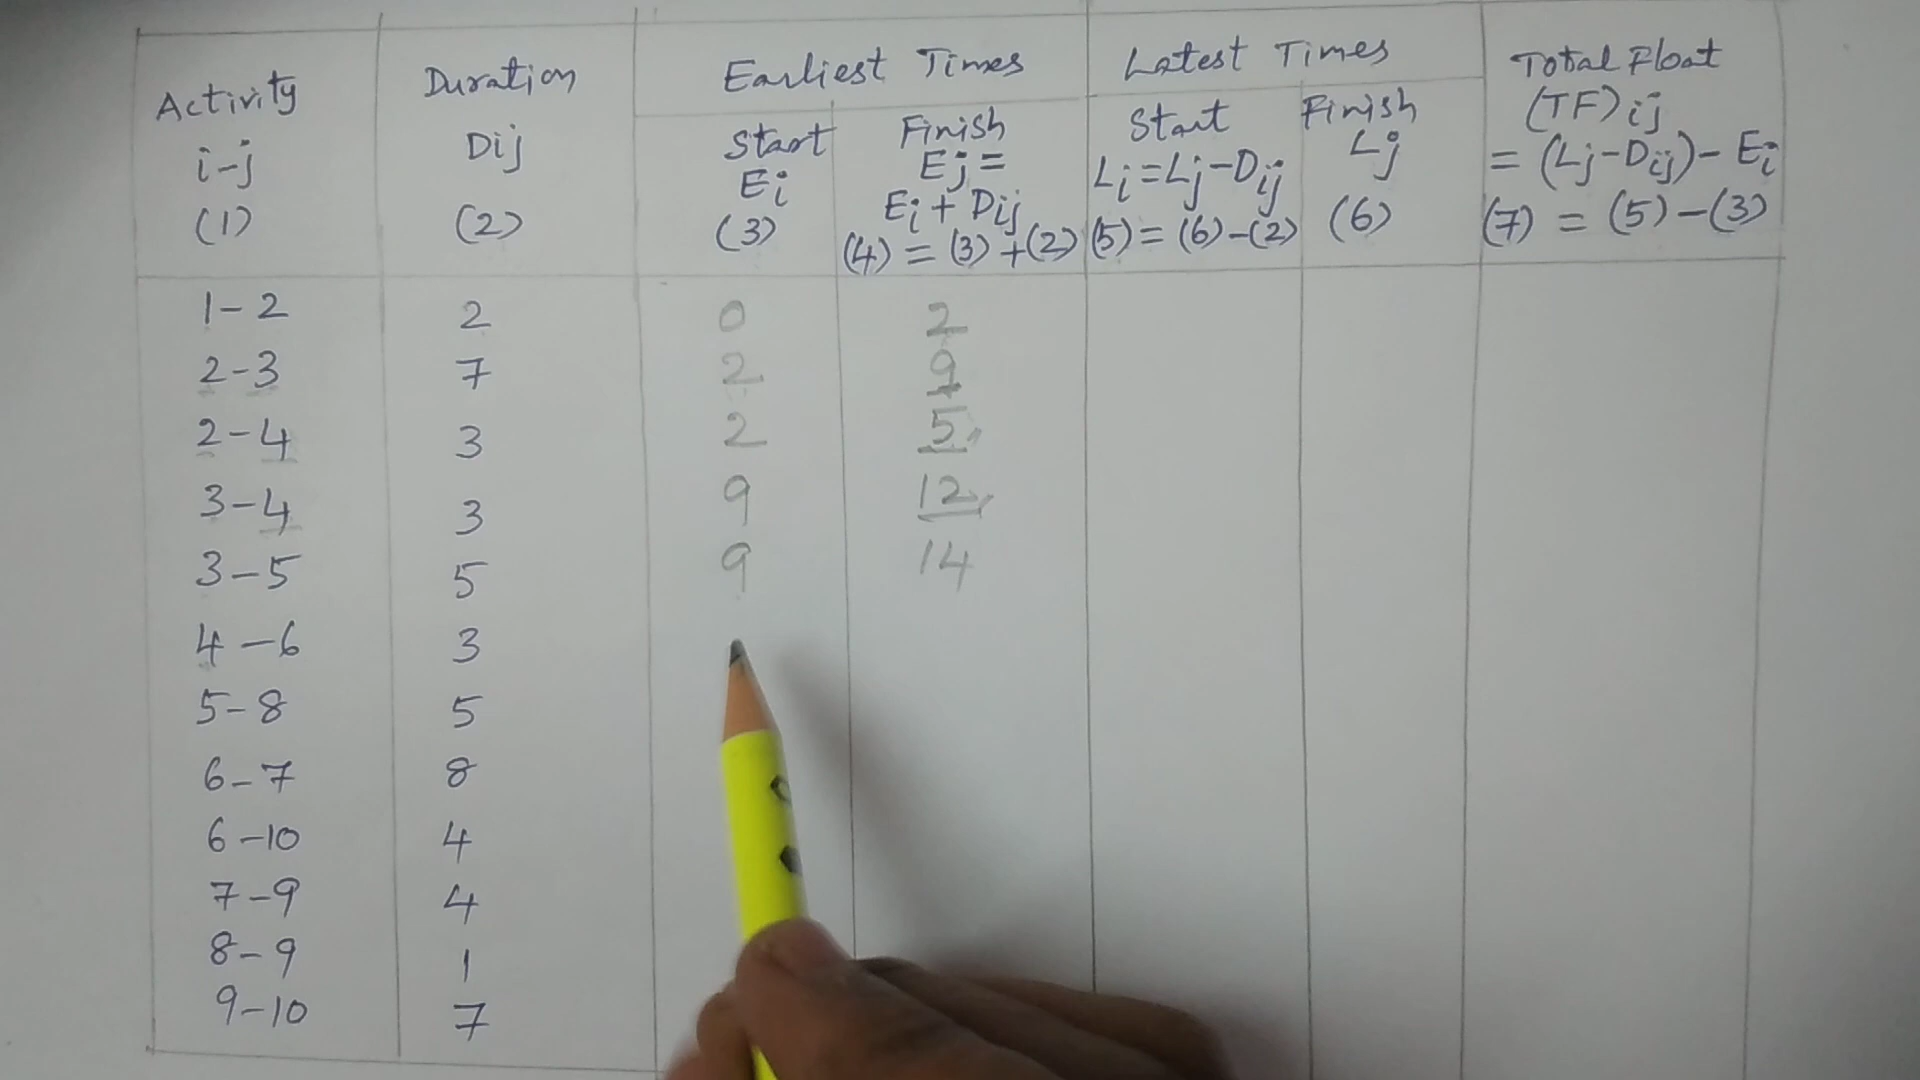 Activity Duration Earliest Times Latest Times Total Float
i-j Dij Start Finish Start Finish (TF)ij
Ei Ej = Li=Lj-Dij Lj = (Lj-Dij)-Ei
Ei + Dij
(1) (2) (3) (4) = (3)+(2) (5)= (6)-(2) (6) (7) = (5)-(3)
1-2 2 0 2
2-3 7 2 9
2-4 3 2 5
3-4 3 9 12
3-5 5 9 14
4-6 3
5-8 5
6-7 8
6-10 4
7-9 4
8-9 1
9-10 7